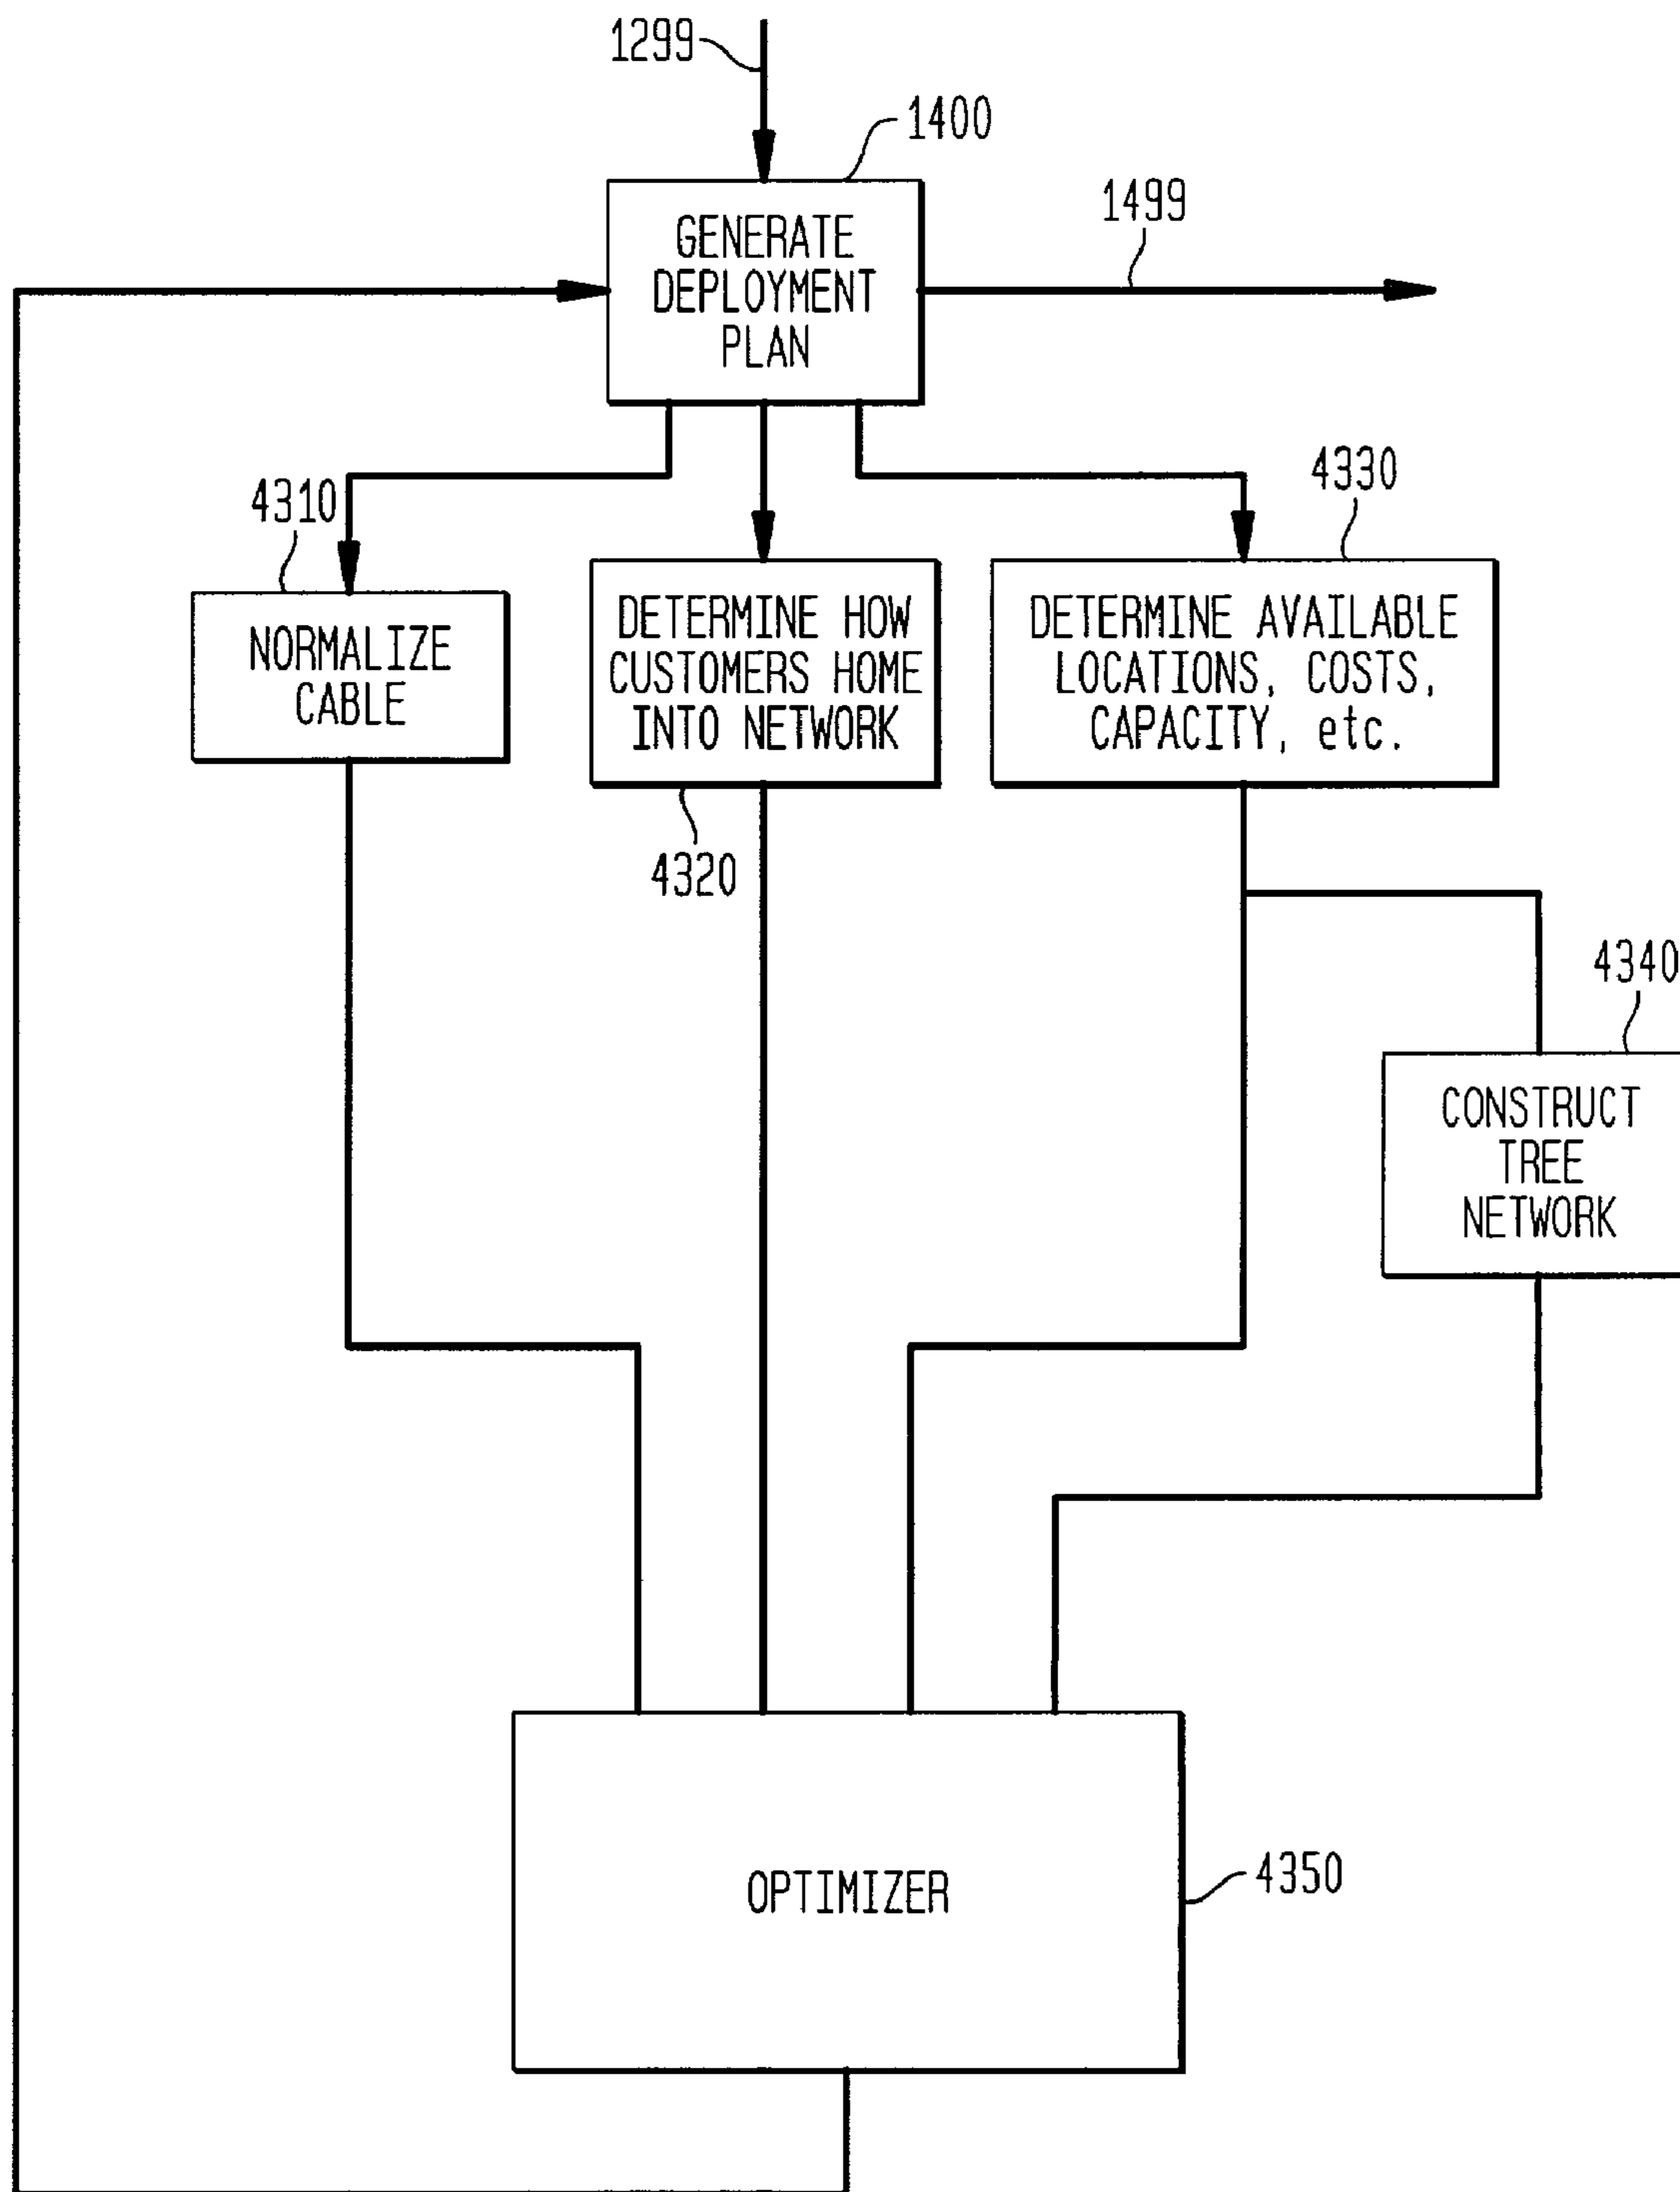 1299
1400
GENERATE
DEPLOYMENT
PLAN
1499
4310
NORMALIZE
CABLE
DETERMINE HOW
CUSTOMERS HOME
INTO NETWORK
4320
4330
DETERMINE AVAILABLE
LOCATIONS, COSTS,
CAPACITY, etc.
4340
CONSTRUCT
TREE
NETWORK
OPTIMIZER
4350